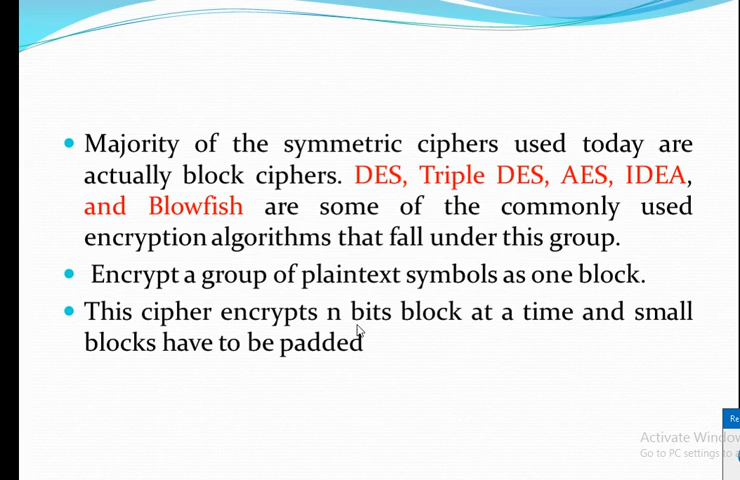 • Majority of the symmetric ciphers used today are
actually block ciphers. DES, Triple DES, AES, IDEA,
and Blowfish are some of the commonly used
encryption algorithms that fall under this group.
• Encrypt a group of plaintext symbols as one block.
• This cipher encrypts n bits block at a time and small
blocks have to be padded
Re
Activate Window
Go to PC settings to a